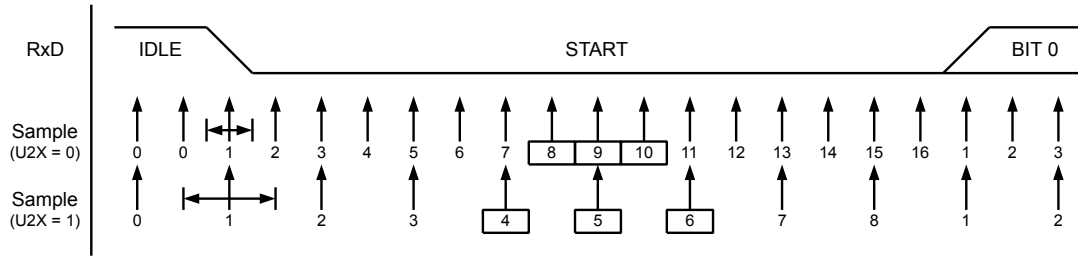 RxD IDLE START BIT 0
Sample
(U2X = 0) 0 0 1 2 3 4 5 6 7 8 9 10 11 12 13 14 15 16 1 2 3
Sample
(U2X = 1) 0 1 2 3 4 5 6 7 8 1 2